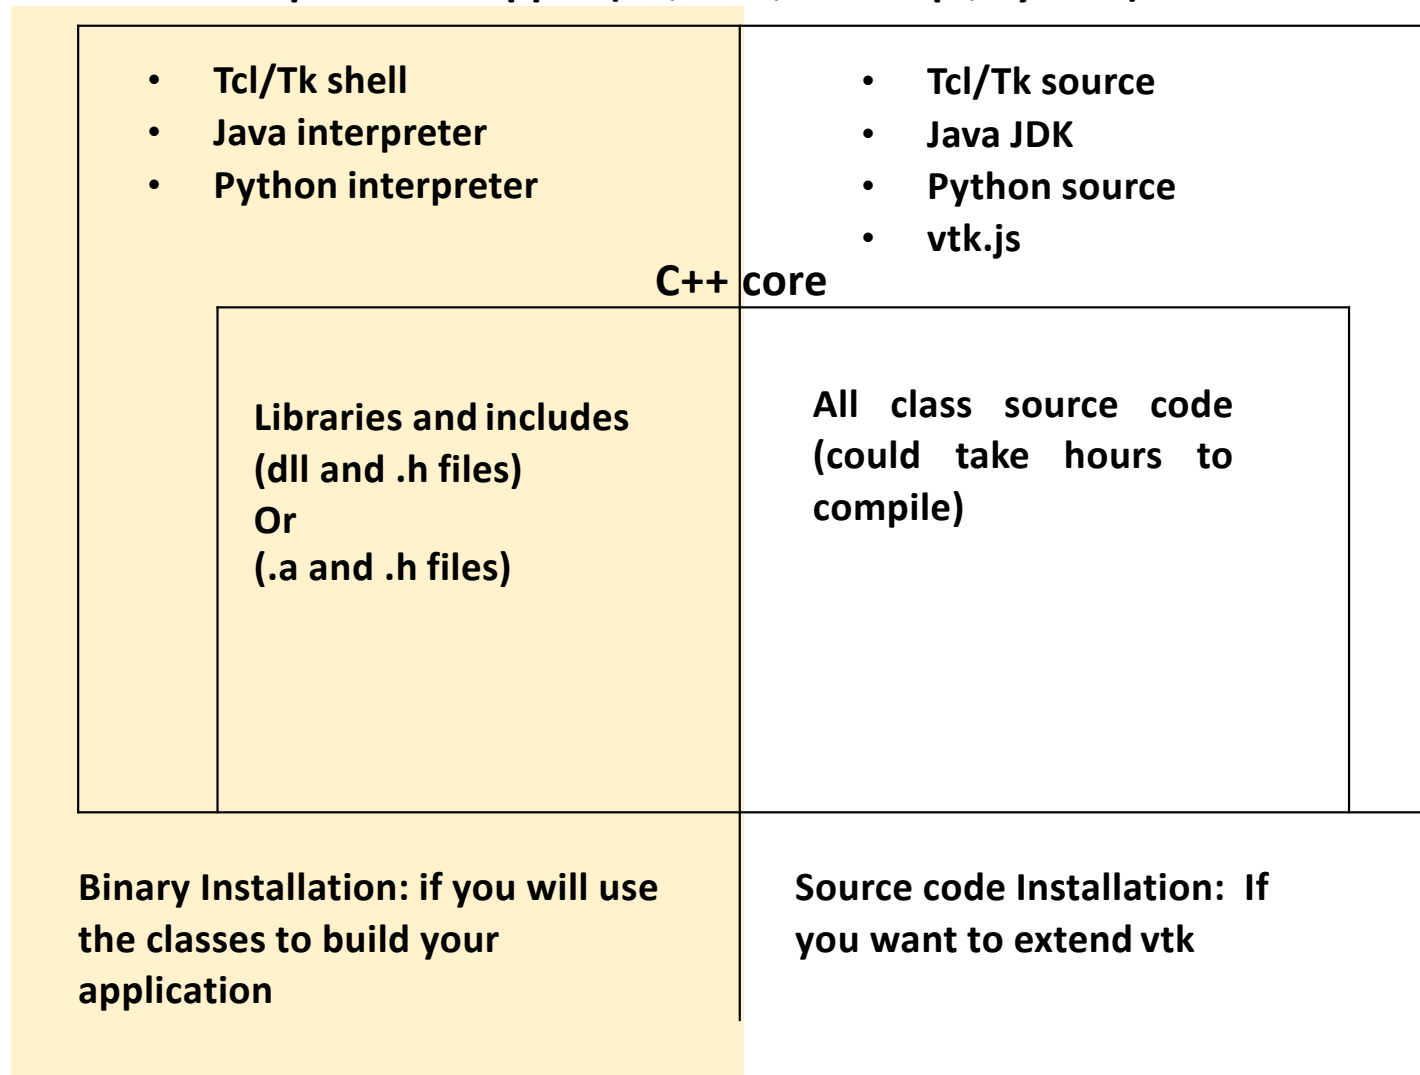 Tcl/Tk shell
Java interpreter
Python interpreter
Tcl/Tk source
Java JDK
Python source
vtk.js
C++ core
Libraries and includes
(dll and .h files)
Or
(.a and .h files)
All class source code
(could take hours to
compile)
Binary Installation: if you will use
the classes to build your
application
Source code Installation: If
you want to extend vtk